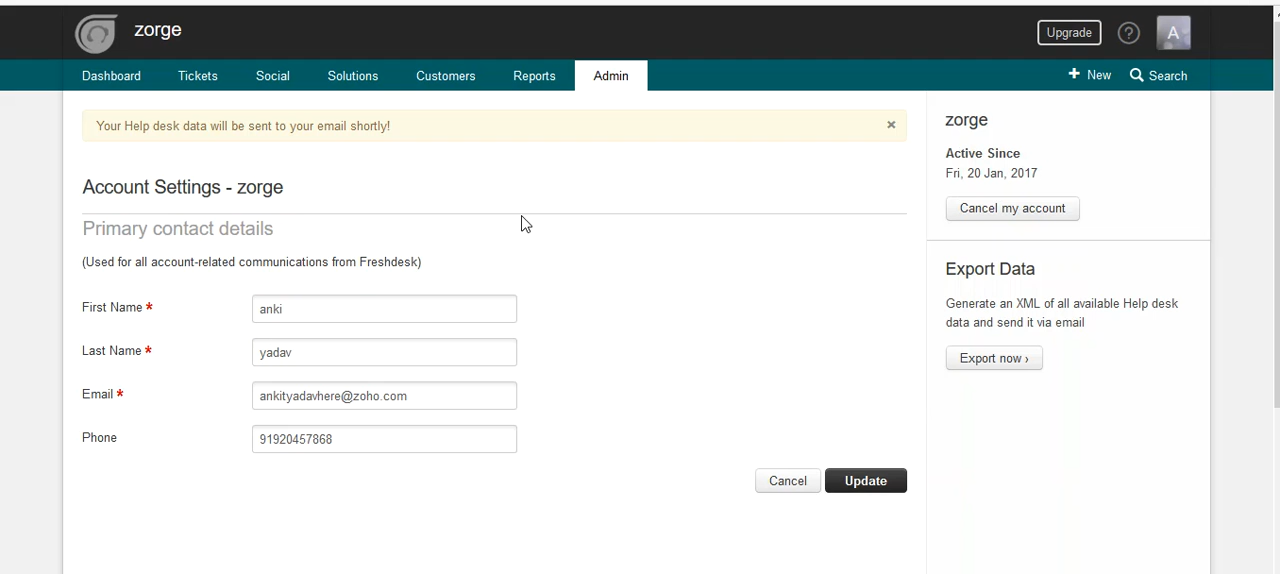 zorge
Upgrade
?
A
Dashboard Tickets Social Solutions Customers Reports Admin
+ New Search
Your Help desk data will be sent to your email shortly! ×
Account Settings - zorge
Primary contact details
(Used for all account-related communications from Freshdesk)
First Name *
anki
Last Name *
yadav
Email *
ankityadavhere@zoho.com
Phone
91920457868
Cancel Update
zorge
Active Since
Fri, 20 Jan, 2017
Cancel my account
Export Data
Generate an XML of all available Help desk
data and send it via email
Export now ›